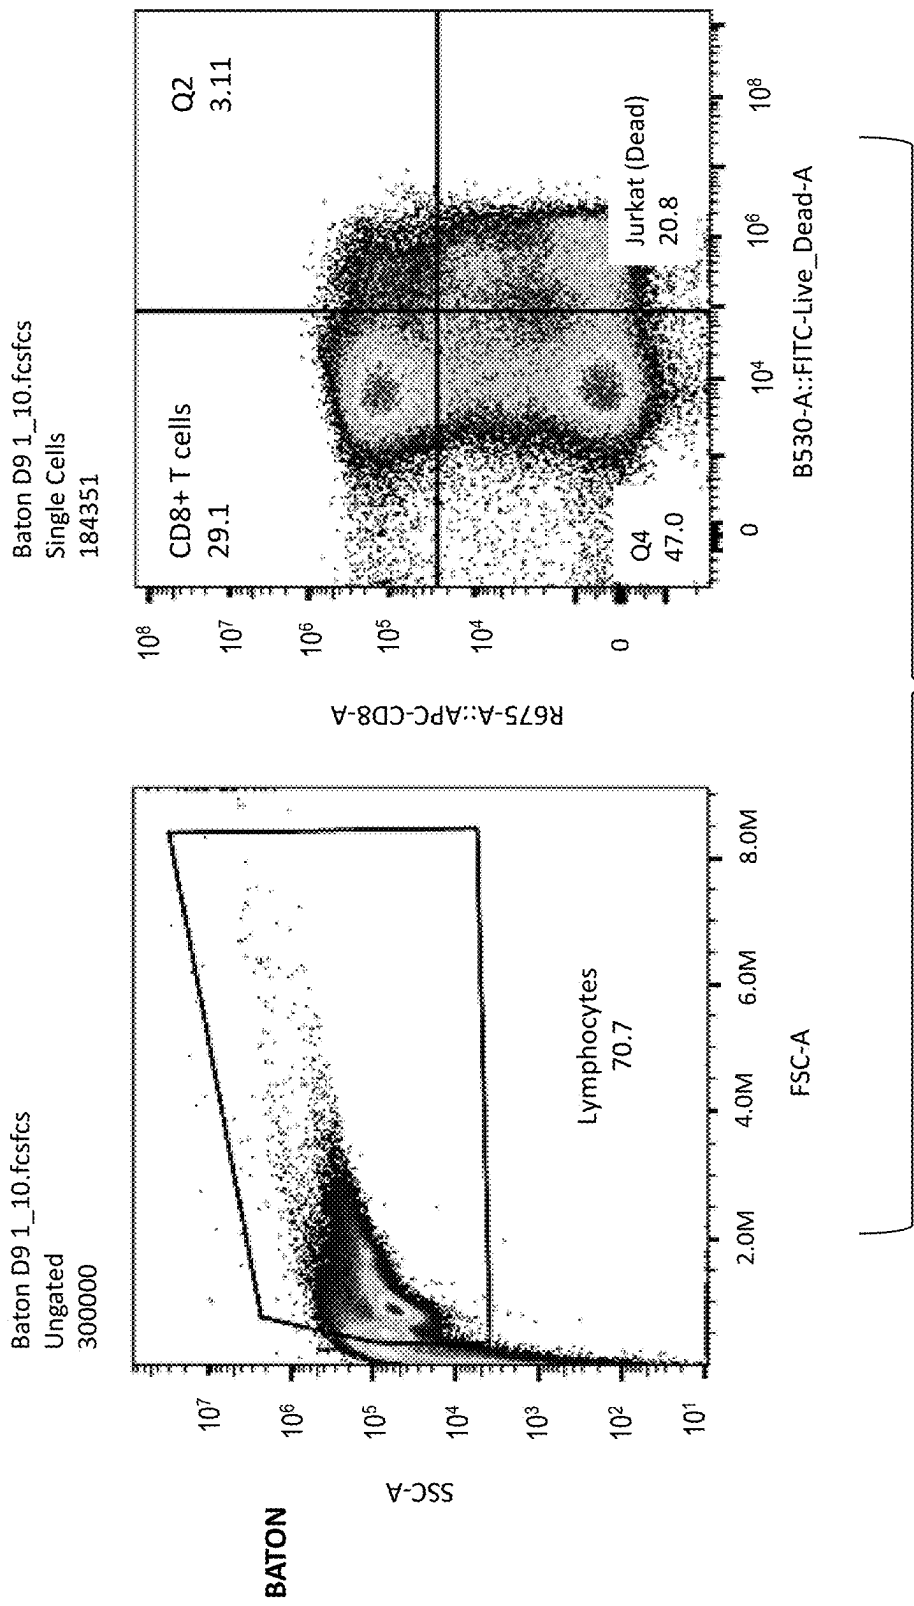 BATON
Baton D9 1_10.fcsfcs
Ungated
300000
SSC-A
10⁷
10⁶
10⁵
10⁴
10³
10²
10¹
Lymphocytes
70.7
2.0M
4.0M
6.0M
8.0M
FSC-A
Baton D9 1_10.fcsfcs
Single Cells
184351
R675-A::APC-CD8-A
10⁸
10⁷
10⁶
10⁵
10⁴
0
CD8+ T cells
29.1
Q2
3.11
Q4
47.0
Jurkat (Dead)
20.8
0
10⁴
10⁶
10⁸
B530-A::FITC-Live_Dead-A